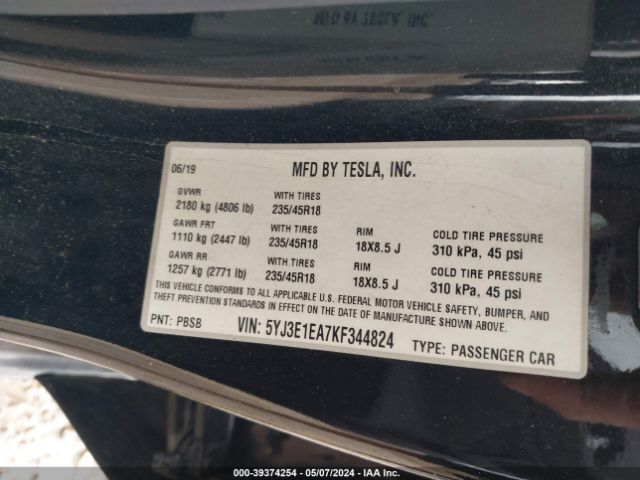 MFD BY TESLA, INC.
06/19 MFD BY TESLA, INC.
GVWR WITH TIRES
2180 kg (4806 lb) 235/45R18
GAWR FRT WITH TIRES RIM COLD TIRE PRESSURE
1110 kg (2447 lb) 235/45R18 18X8.5 J 310 kPa, 45 psi
GAWR RR WITH TIRES RIM COLD TIRE PRESSURE
1257 kg (2771 lb) 235/45R18 18X8.5 J 310 kPa, 45 psi
THIS VEHICLE CONFORMS TO ALL APPLICABLE U.S. FEDERAL MOTOR VEHICLE SAFETY, BUMPER, AND
THEFT PREVENTION STANDARDS IN EFFECT ON THE DATE OF MANUFACTURE SHOWN ABOVE.
PNT: PBSB VIN: 5YJ3E1EA7KF344824 TYPE: PASSENGER CAR
000-39374254 - 05/07/2024 - IAA Inc.